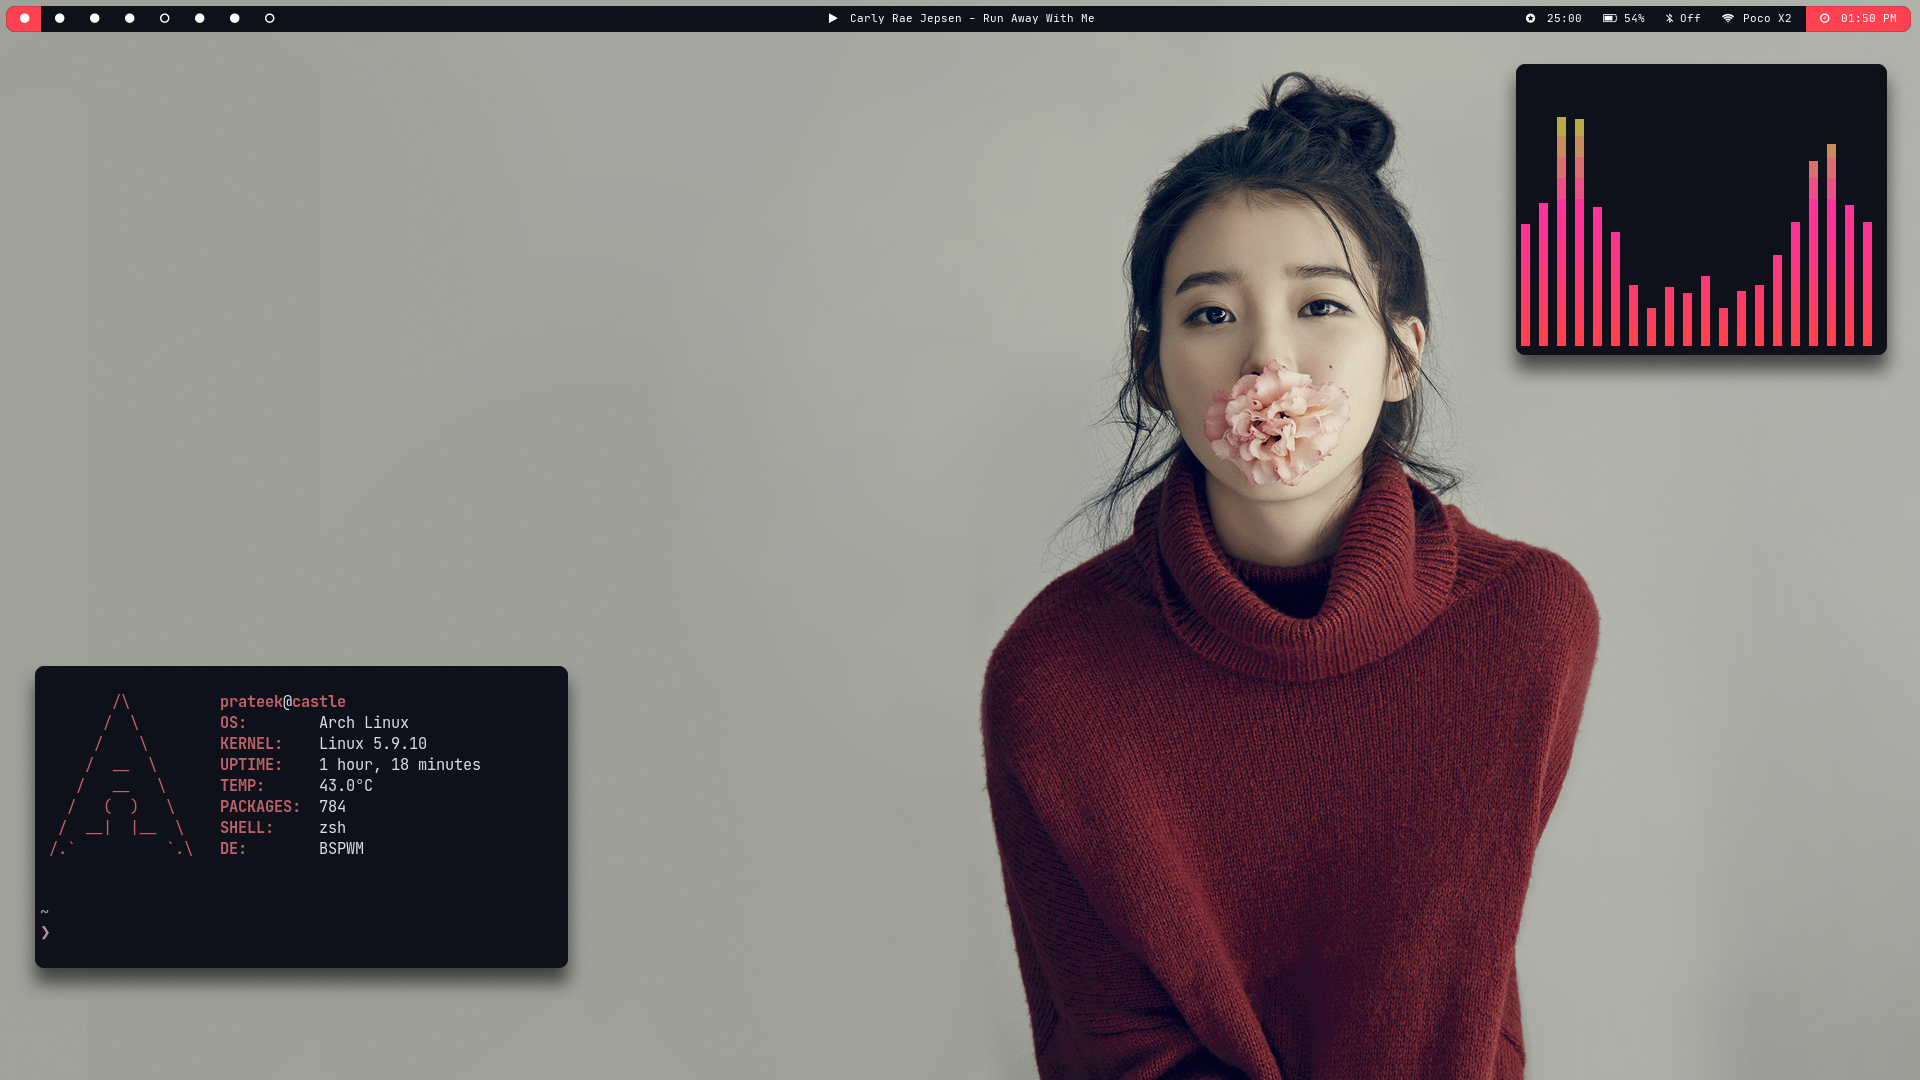 Carly Rae Jepsen - Run Away With Me
25:00 54% Off Poco X2 01:50 PM
prateek@castle
OS: Arch Linux
KERNEL: Linux 5.9.10
UPTIME: 1 hour, 18 minutes
TEMP: 43.0°C
PACKAGES: 784
SHELL: zsh
DE: BSPWM
~
❯